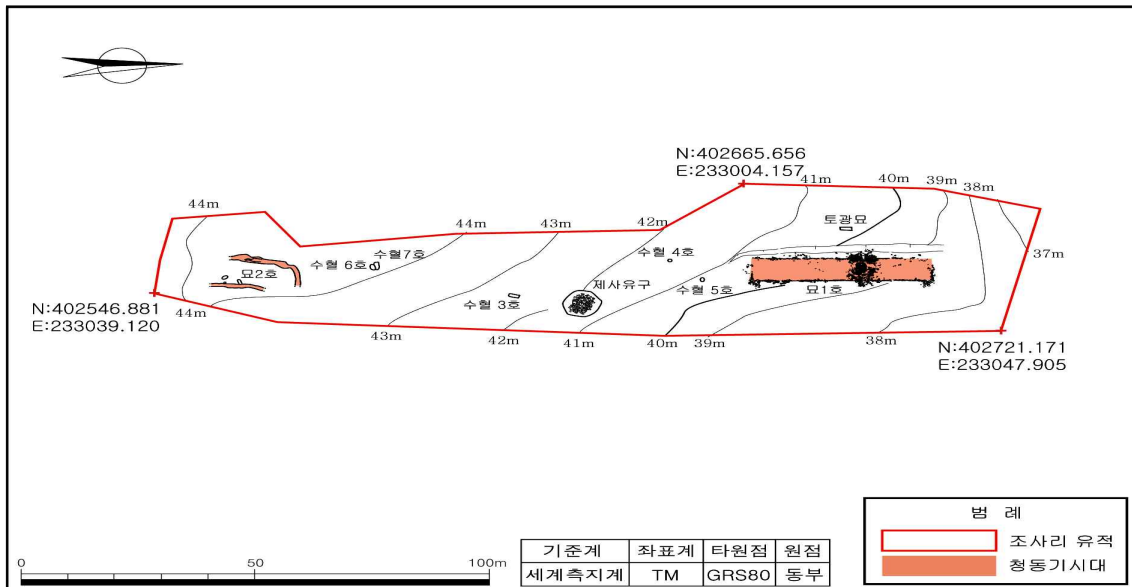 N:402665.656
E:233004.157
41m
40m
39m
38m
44m
44m
43m
42m
토광묘
37m
수혈 4호
수혈7호
수혈 6호
묘2호
제사유구
수혈 5호
묘1호
수혈 3호
N:402546.881
E:233039.120
44m
43m
42m
41m
40m
39m
38m
N:402721.171
E:233047.905
범 례
조사리 유적
청동기시대
0
50
100m
기준계 좌표계 타원점 원점
세계측지계 TM GRS80 동부